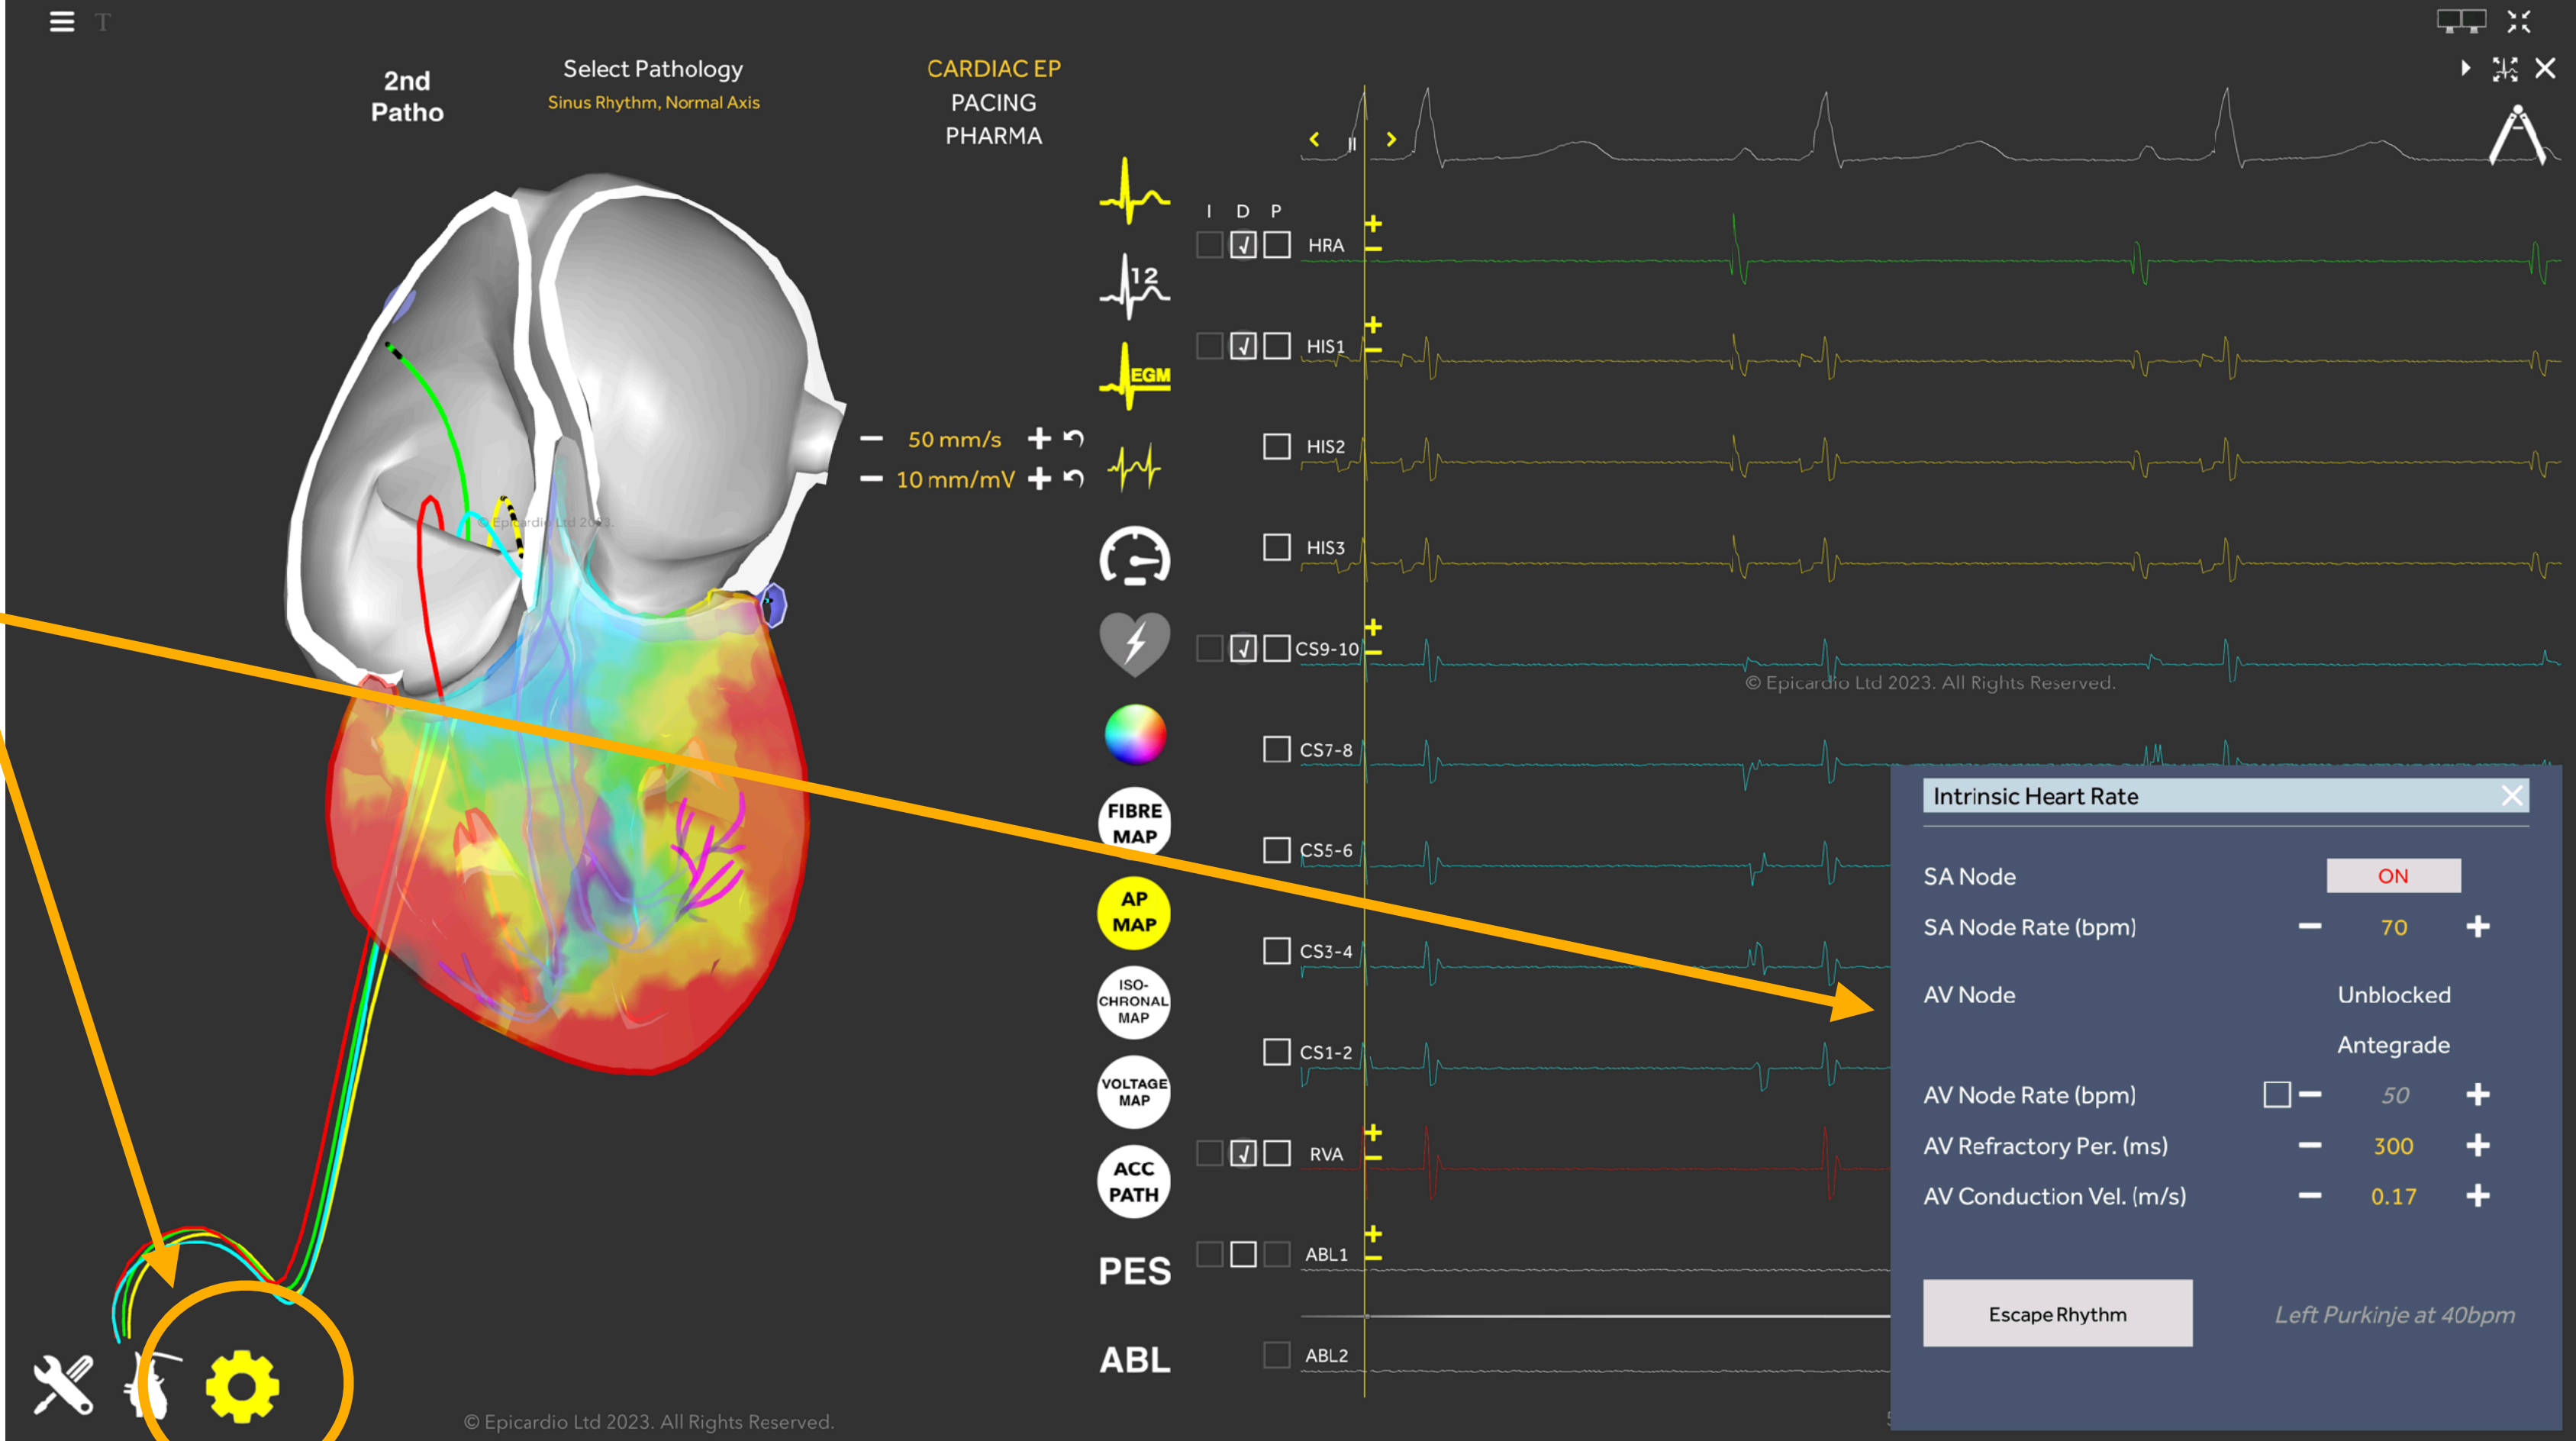 T
2nd
Patho
Select Pathology
Sinus Rhythm, Normal Axis
CARDIAC EP
PACING
PHARMA
50 mm/s
10 mm/mV
12
EGM
FIBRE
MAP
AP
MAP
ISO-
CHRONAL
MAP
VOLTAGE
MAP
ACC
PATH
PES
ABL
II
I D P
HRA
HIS1
HIS2
HIS3
CS9-10
CS7-8
CS5-6
CS3-4
CS1-2
RVA
ABL1
ABL2
© Epicardio Ltd 2023.
© Epicardio Ltd 2023. All Rights Reserved.
Intrinsic Heart Rate
SA Node ON
SA Node Rate (bpm) 70
AV Node Unblocked
Antegrade
AV Node Rate (bpm) 50
AV Refractory Per. (ms) 300
AV Conduction Vel. (m/s) 0.17
Escape Rhythm Left Purkinje at 40bpm
© Epicardio Ltd 2023. All Rights Reserved.